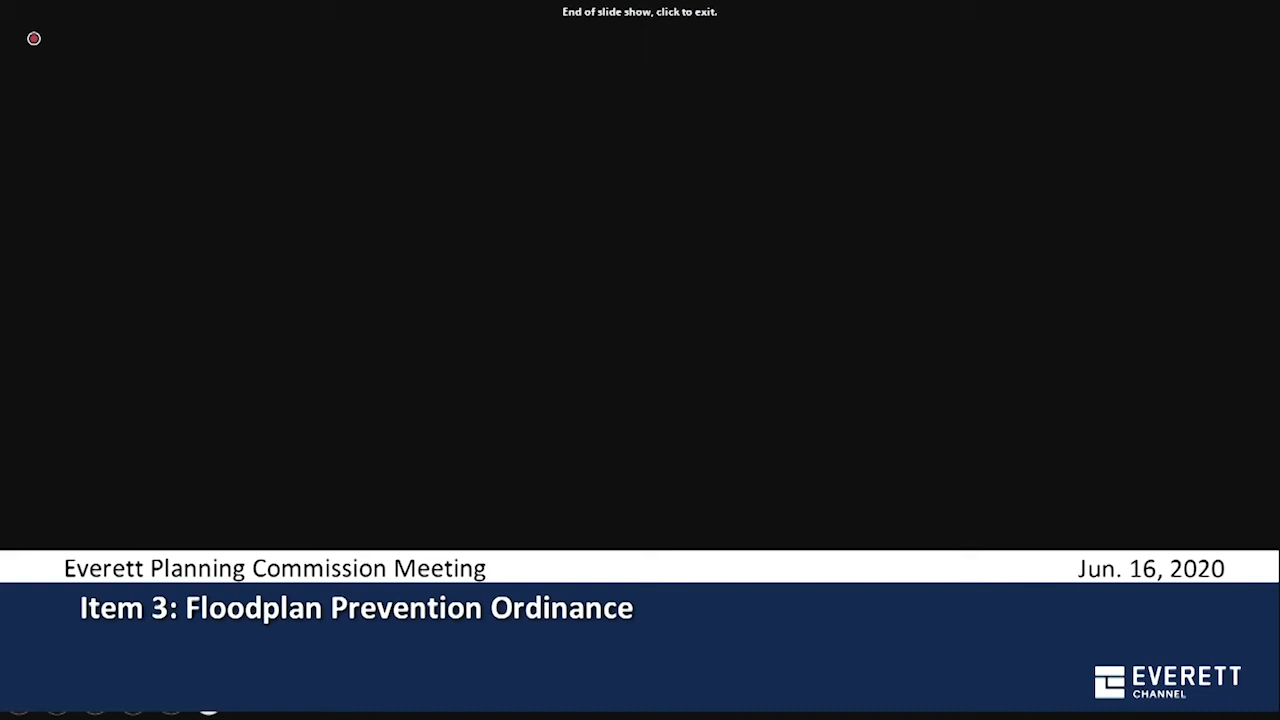 End of slide show, click to exit.
Everett Planning Commission Meeting
Jun. 16, 2020
Item 3: Floodplan Prevention Ordinance
EVERETT
CHANNEL